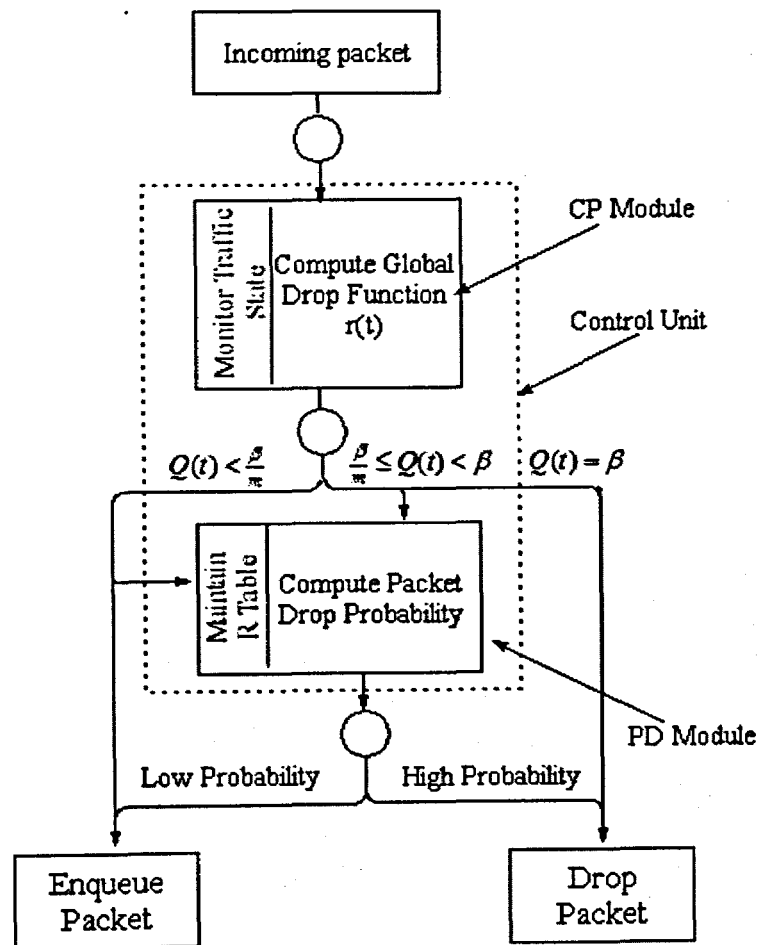 Incoming packet
CP Module
Monitor Traffic
State
Compute Global
Drop Function
r(t)
Control Unit
Q(t) < β/m
β/m ≤ Q(t) < β
Q(t) = β
Maintain
R Table
Compute Packet
Drop Probability
PD Module
Low Probability
High Probability
Enqueue
Packet
Drop
Packet